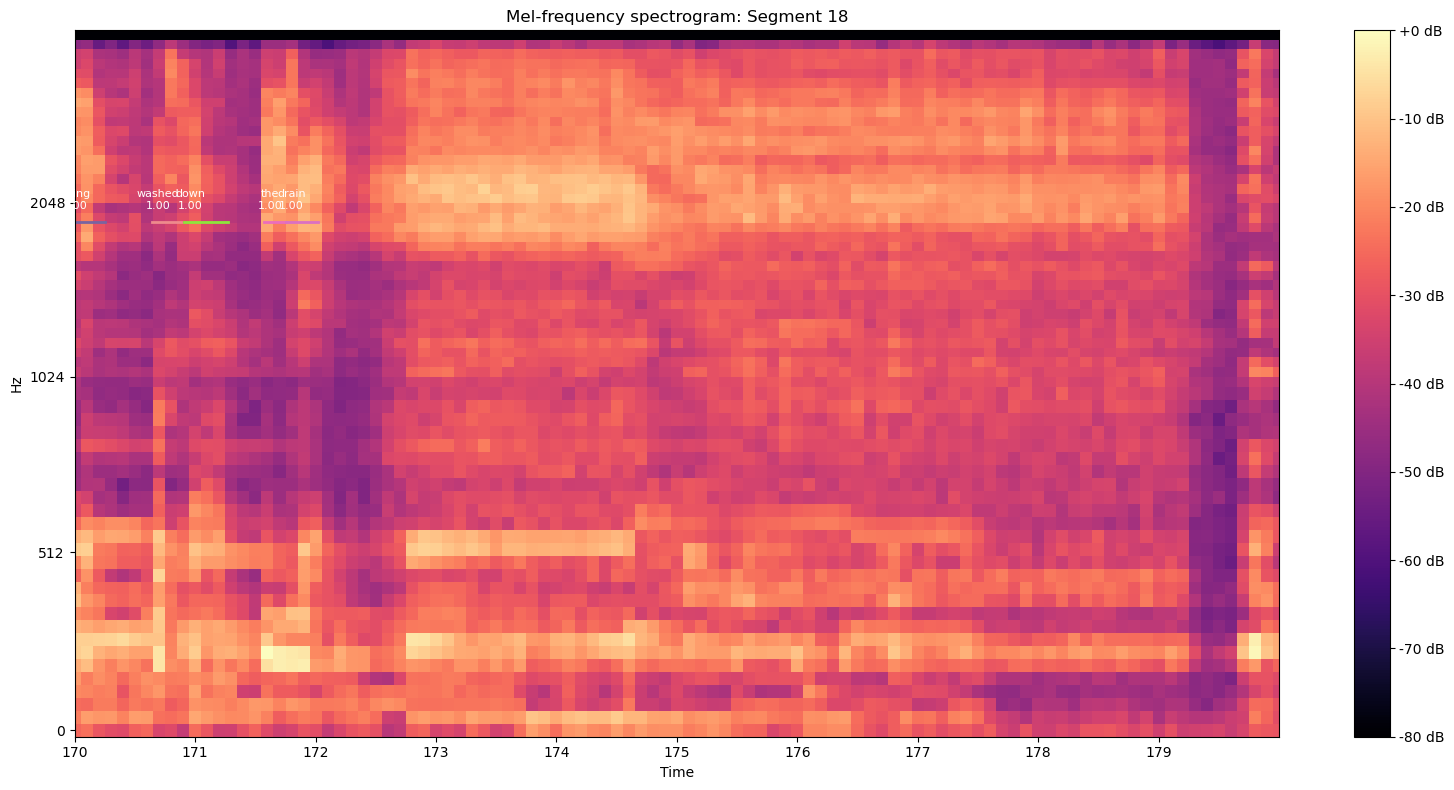 Mel-frequency spectrogram: Segment 18
+0 dB
-10 dB
-20 dB
-30 dB
-40 dB
-50 dB
-60 dB
-70 dB
-80 dB
Hz
2048
1024
512
0
ng washed down the drain
00 1.00 1.00 1.00 1.00
170 171 172 173 174 175 176 177 178 179
Time